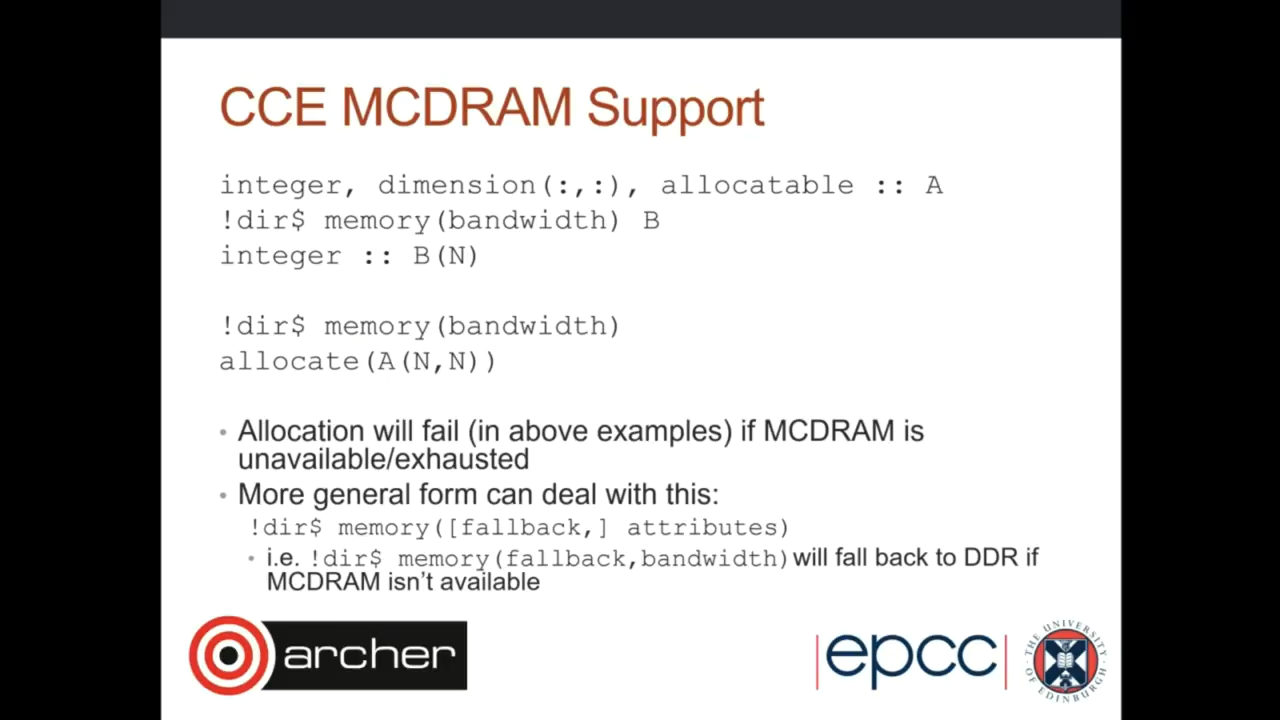 CCE MCDRAM Support
integer, dimension(:,:), allocatable :: A
!dir$ memory(bandwidth) B
integer :: B(N)
!dir$ memory(bandwidth)
allocate(A(N,N))
• Allocation will fail (in above examples) if MCDRAM is
unavailable/exhausted
• More general form can deal with this:
!dir$ memory([fallback,] attributes)
• i.e. !dir$ memory(fallback,bandwidth) will fall back to DDR if
MCDRAM isn't available
archer
epcc
THE UNIVERSITY
OF EDINBURGH